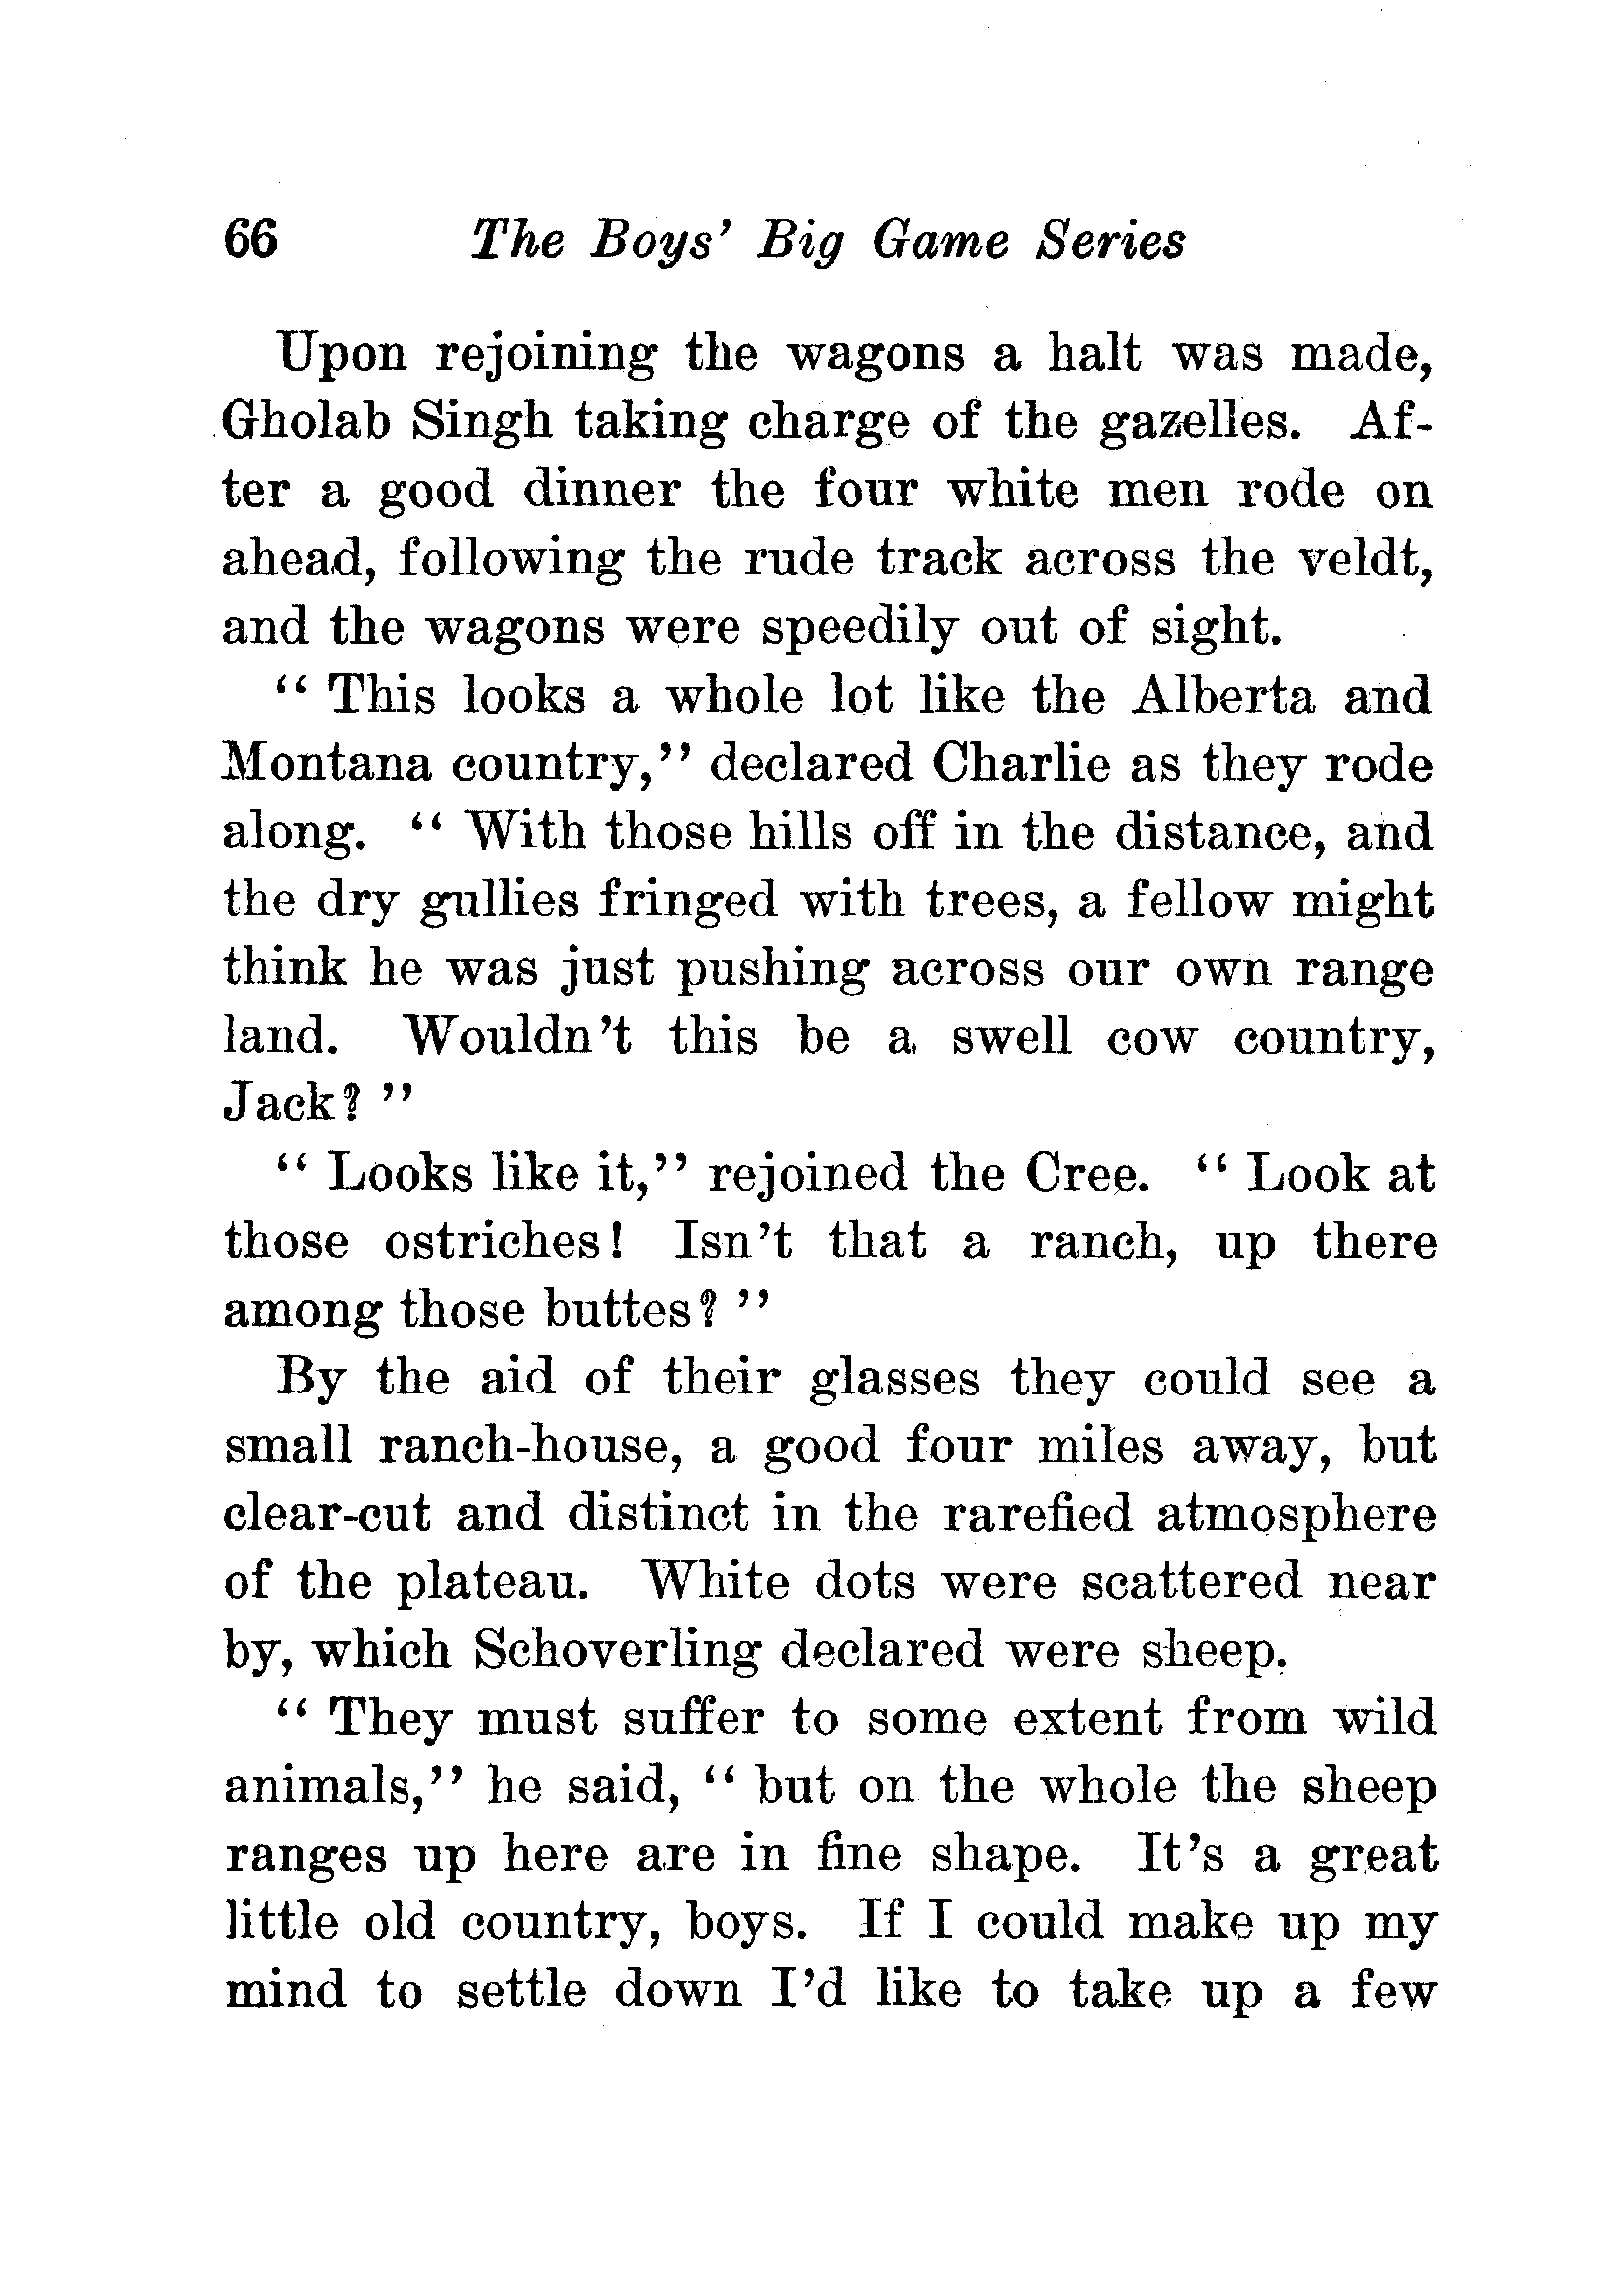 66 The Boys' Big Game Series
Upon rejoining the wagons a halt was made,
Gholab Singh taking charge of the gazelles. Af-
ter a good dinner the four white men rode on
ahead, following the rude track across the veldt,
and the wagons were speedily out of sight.
" This looks a whole lot like the Alberta and
Montana country," declared Charlie as they rode
along. " With those hills off in the distance, and
the dry gullies fringed with trees, a fellow might
think he was just pushing across our own range
land. Wouldn't this be a swell cow country,
Jack? "
" Looks like it," rejoined the Cree. " Look at
those ostriches! Isn't that a ranch, up there
among those buttes? "
By the aid of their glasses they could see a
small ranch-house, a good four miles away, but
clear-cut and distinct in the rarefied atmosphere
of the plateau. White dots were scattered near
by, which Schoverling declared were sheep.
" They must suffer to some extent from wild
animals," he said, " but on the whole the sheep
ranges up here are in fine shape. It's a great
little old country, boys. If I could make up my
mind to settle down I'd like to take up a few